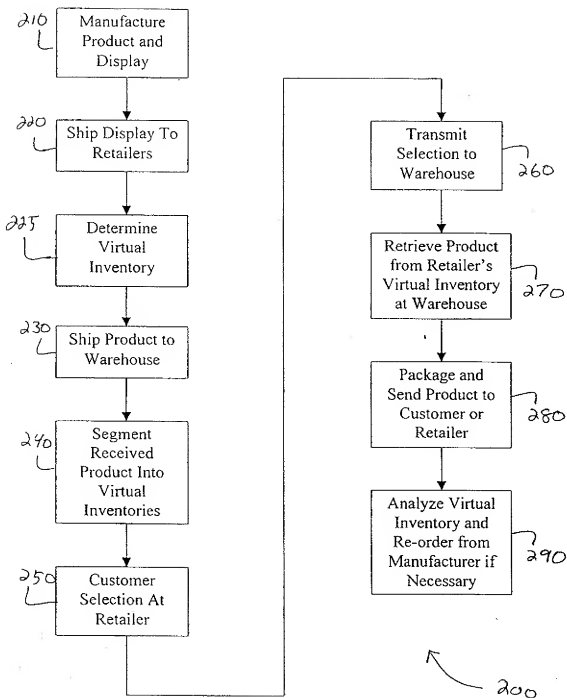 210
Manufacture
Product and
Display
220
Ship Display To
Retailers
225
Determine
Virtual
Inventory
230
Ship Product to
Warehouse
240
Segment
Received
Product Into
Virtual
Inventories
250
Customer
Selection At
Retailer
Transmit
Selection to
Warehouse
260
Retrieve Product
from Retailer's
Virtual Inventory
at Warehouse
270
Package and
Send Product to
Customer or
Retailer
280
Analyze Virtual
Inventory and
Re-order from
Manufacturer if
Necessary
290
200